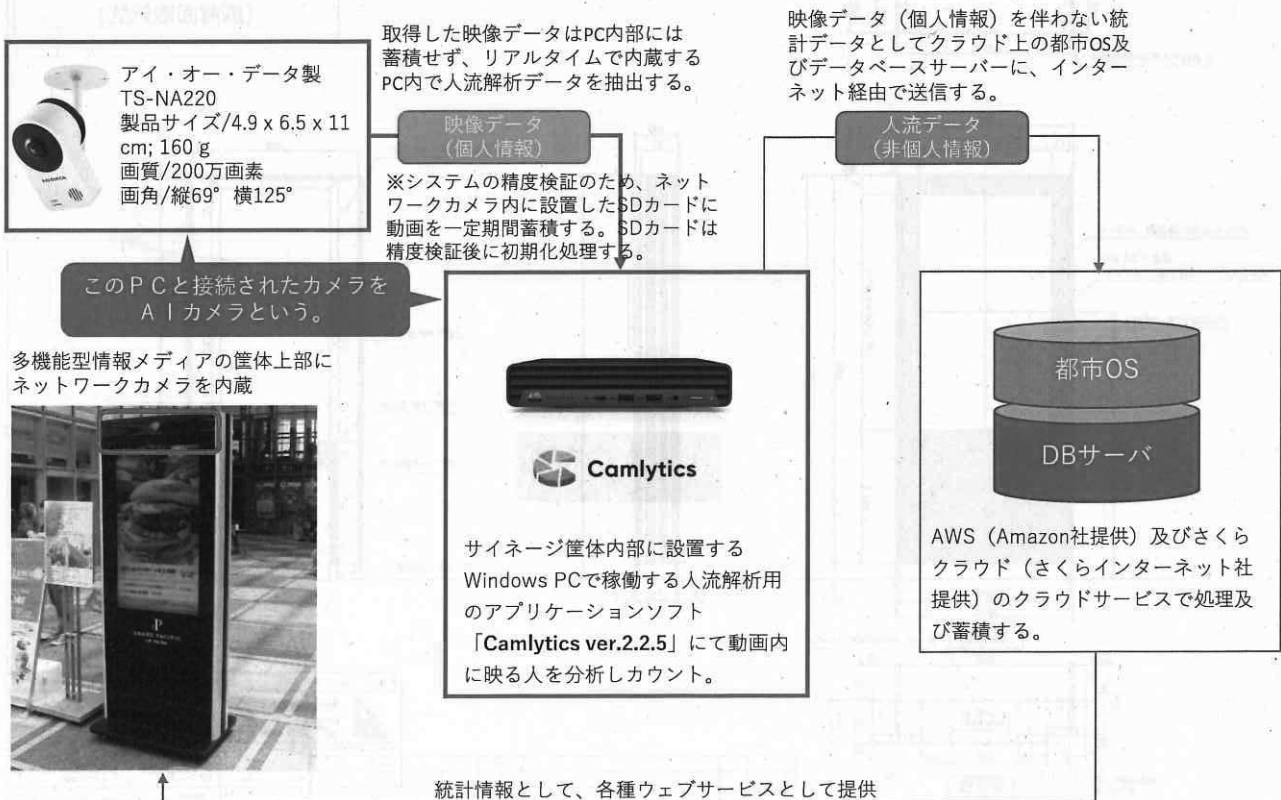 取得した映像データはPC内部には
蓄積せず、リアルタイムで内蔵する
PC内で人流解析データを抽出する。
映像データ(個人情報)を伴わない統
計データとしてクラウド上の都市OS及
びデータベースサーバーに、インター
ネット経由で送信する。
アイ・オー・データ製
TS-NA220
製品サイズ/4.9 x 6.5 x 11
cm; 160 g
画質/200万画素
画角/縦69° 横125°
映像データ
(個人情報)
人流データ
(非個人情報)
※システムの精度検証のため、ネット
ワークカメラ内に設置したSDカードに
動画を一定期間蓄積する。SDカードは
精度検証後に初期化処理する。
このPCと接続されたカメラを
AIカメラという。
多機能型情報メディアの筐体上部に
ネットワークカメラを内蔵
Camlytics
サイネージ筐体内部に設置する
Windows PCで稼働する人流解析用
のアプリケーションソフト
「Camlytics ver.2.2.5」にて動画内
に映る人を分析しカウント。
都市OS
DBサーバ
AWS(Amazon社提供)及びさくら
クラウド(さくらインターネット社
提供)のクラウドサービスで処理及
び蓄積する。
統計情報として、各種ウェブサービスとして提供